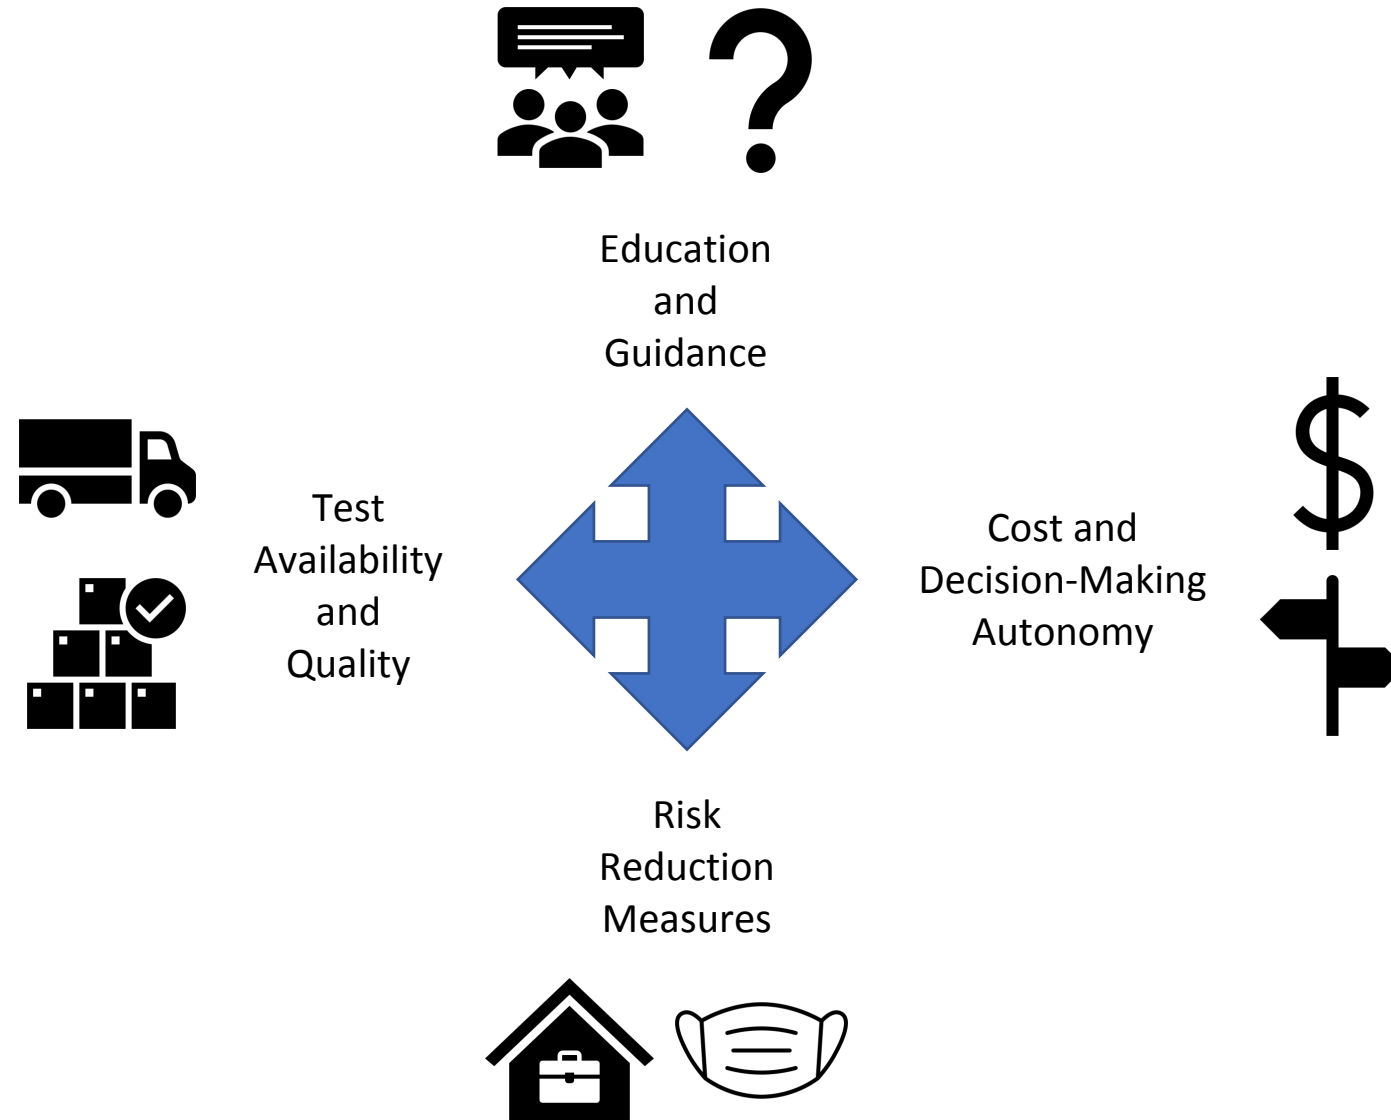 Education
and
Guidance
Test
Availability
and
Quality
Cost and
Decision-Making
Autonomy
Risk
Reduction
Measures